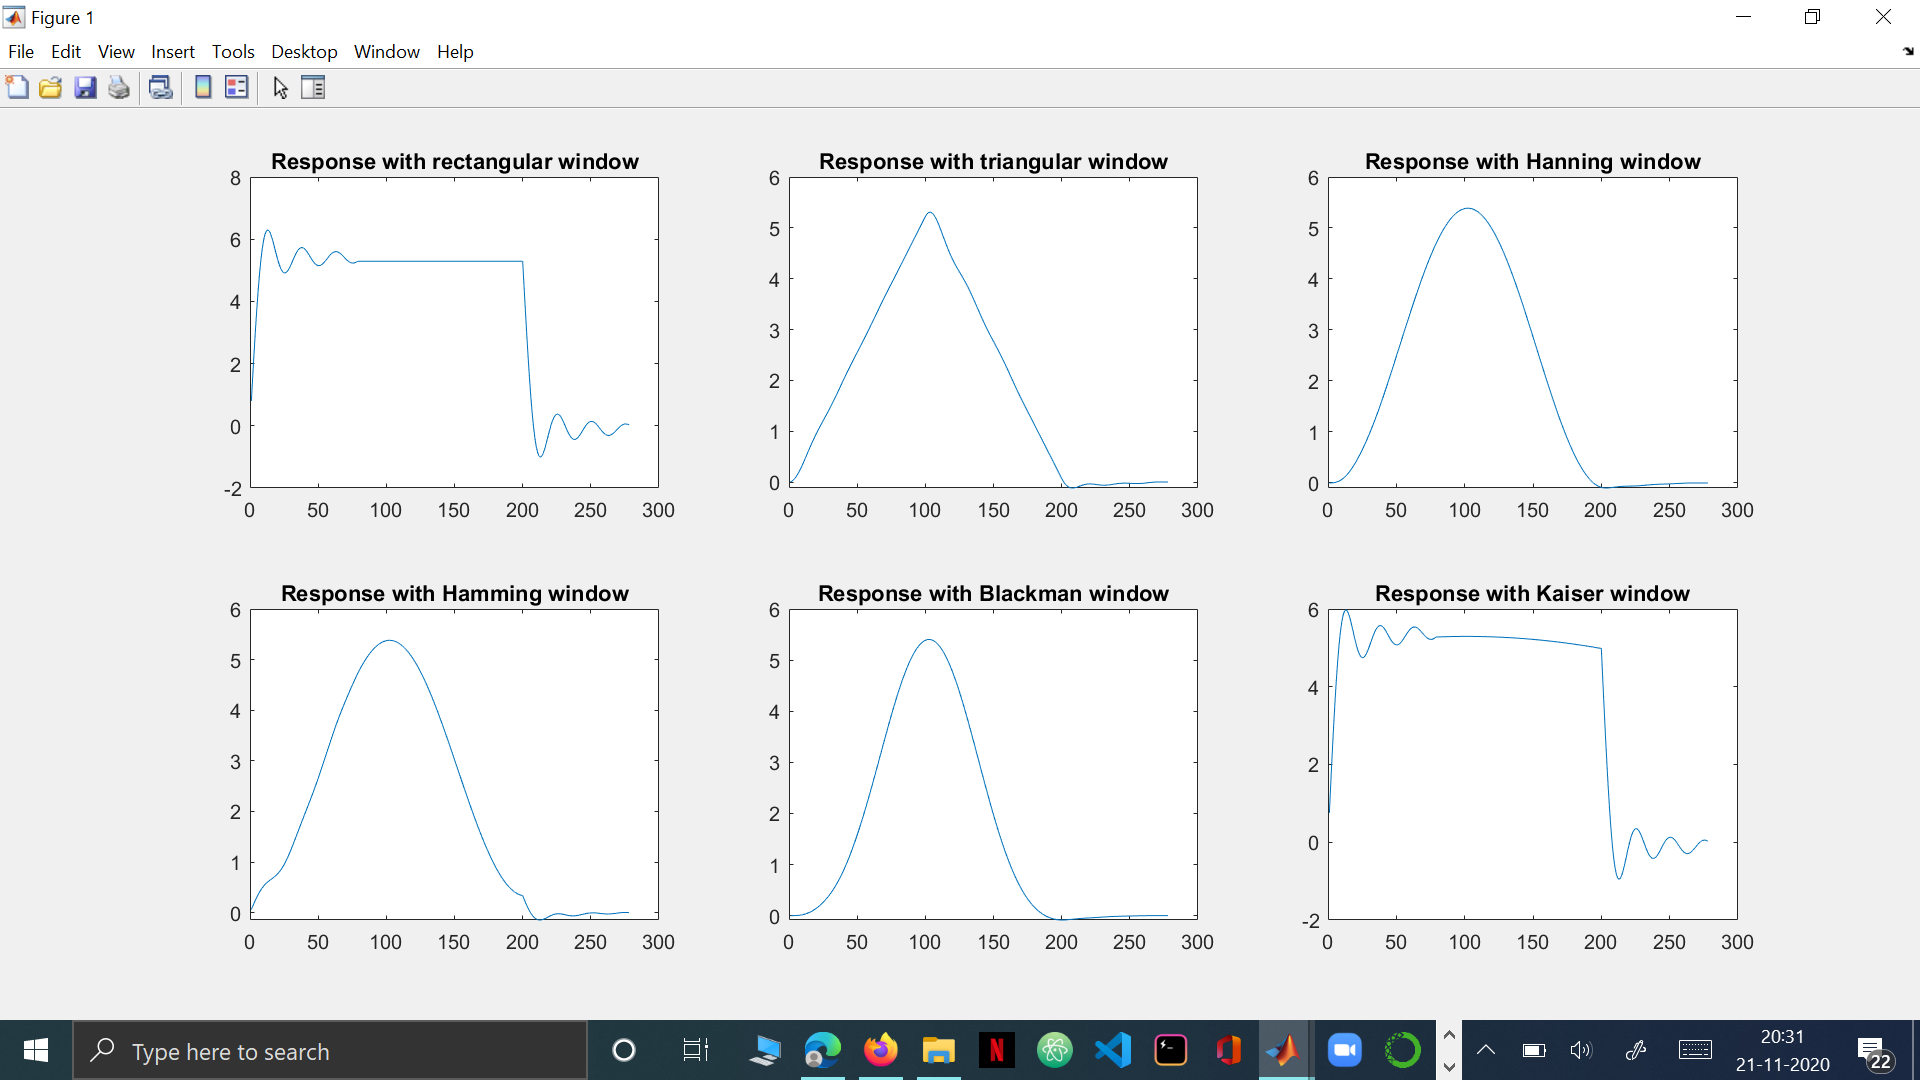 Figure 1
File Edit View Insert Tools Desktop Window Help
Response with rectangular window
8
6
4
2
0
-2
0 50 100 150 200 250 300
Response with triangular window
6
5
4
3
2
1
0
0 50 100 150 200 250 300
Response with Hanning window
6
5
4
3
2
1
0
0 50 100 150 200 250 300
Response with Hamming window
6
5
4
3
2
1
0
0 50 100 150 200 250 300
Response with Blackman window
6
5
4
3
2
1
0
0 50 100 150 200 250 300
Response with Kaiser window
6
4
2
0
-2
0 50 100 150 200 250 300
Type here to search
N
20:31
21-11-2020
22